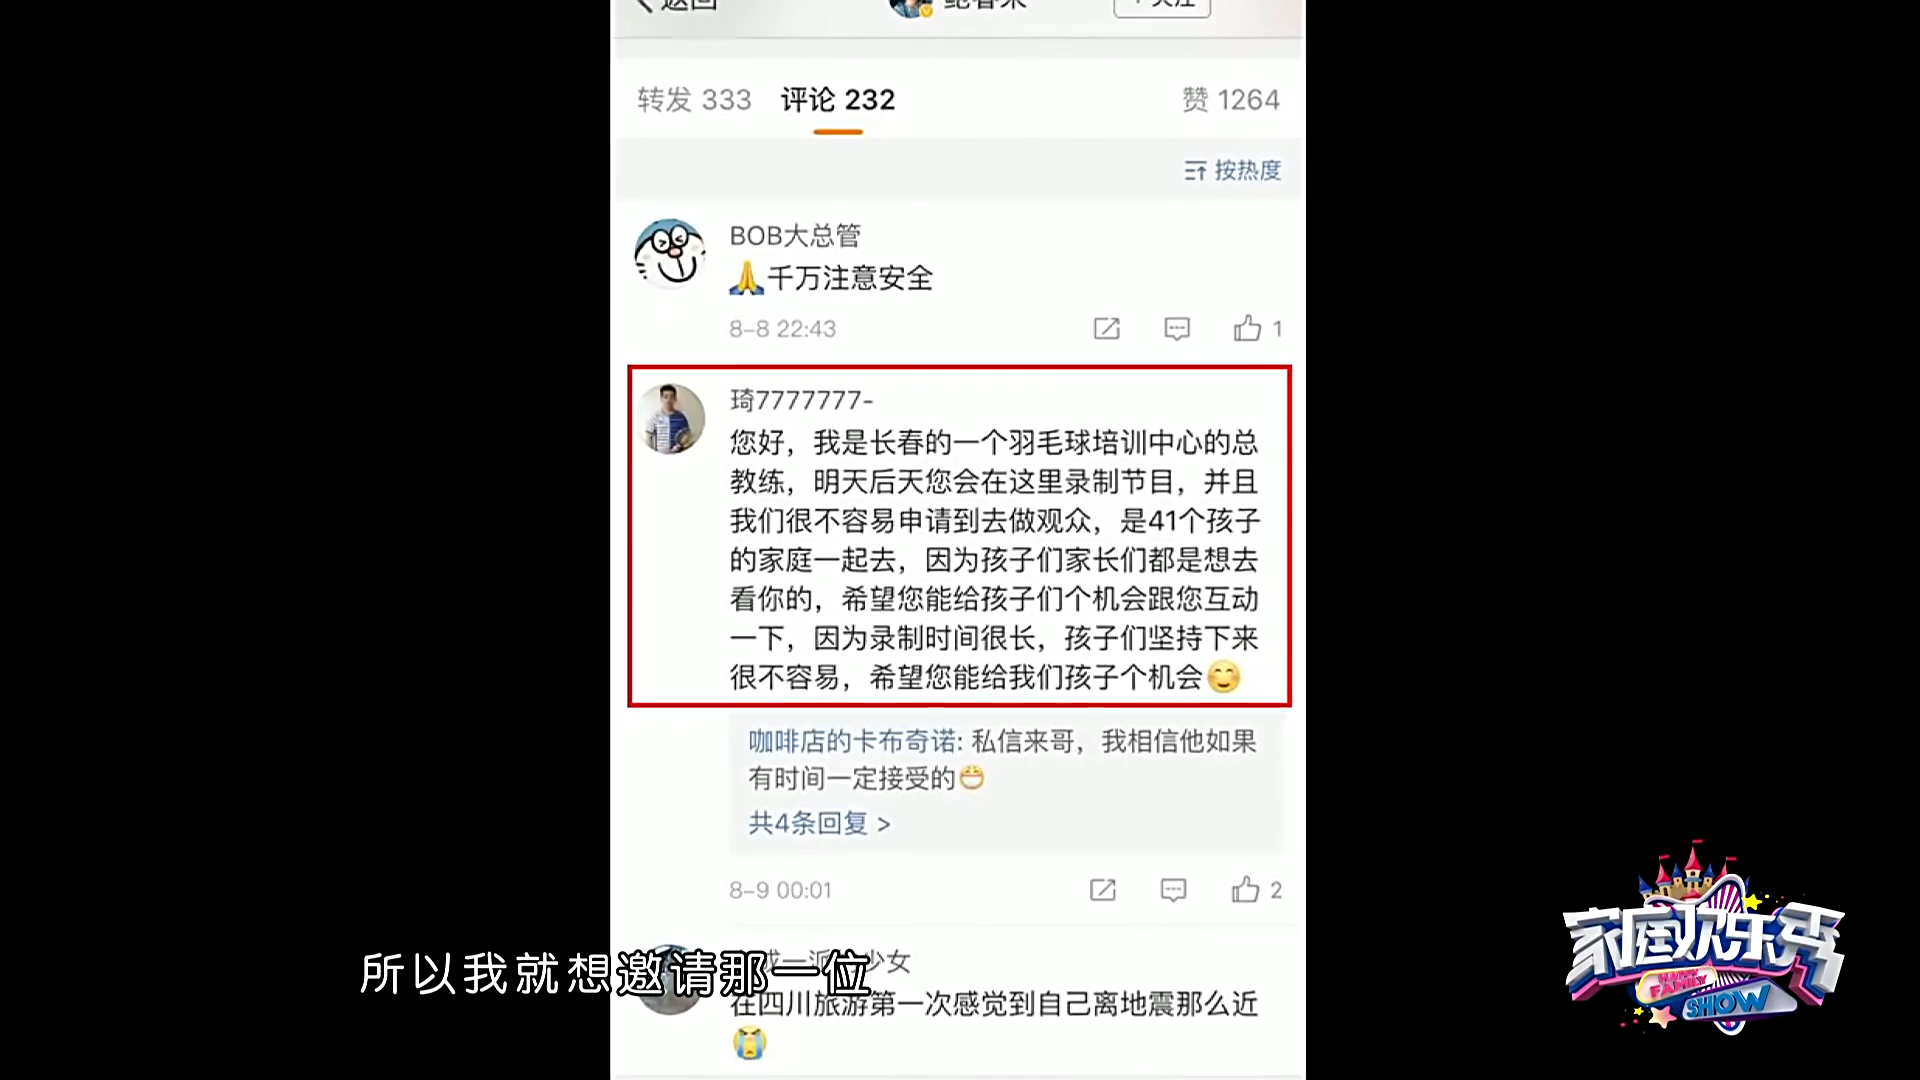 返回
鲍春来
+关注
转发 333
评论 232
赞 1264
按热度
BOB大总管
🙏千万注意安全
8-8 22:43
1
琦7777777-
您好，我是长春的一个羽毛球培训中心的总
教练，明天后天您会在这里录制节目，并且
我们很不容易申请到去做观众，是41个孩子
的家庭一起去，因为孩子们家长们都是想去
看你的，希望您能给孩子们个机会跟您互动
一下，因为录制时间很长，孩子们坚持下来
很不容易，希望您能给我们孩子个机会😊
咖啡店的卡布奇诺: 私信来哥，我相信他如果
有时间一定接受的😁
共4条回复 >
8-9 00:01
2
少女
所以我就想邀请那一位
在四川旅游第一次感觉到自己离地震那么近
😭
家庭欢乐秀
HAPPY
FAMILY
SHOW